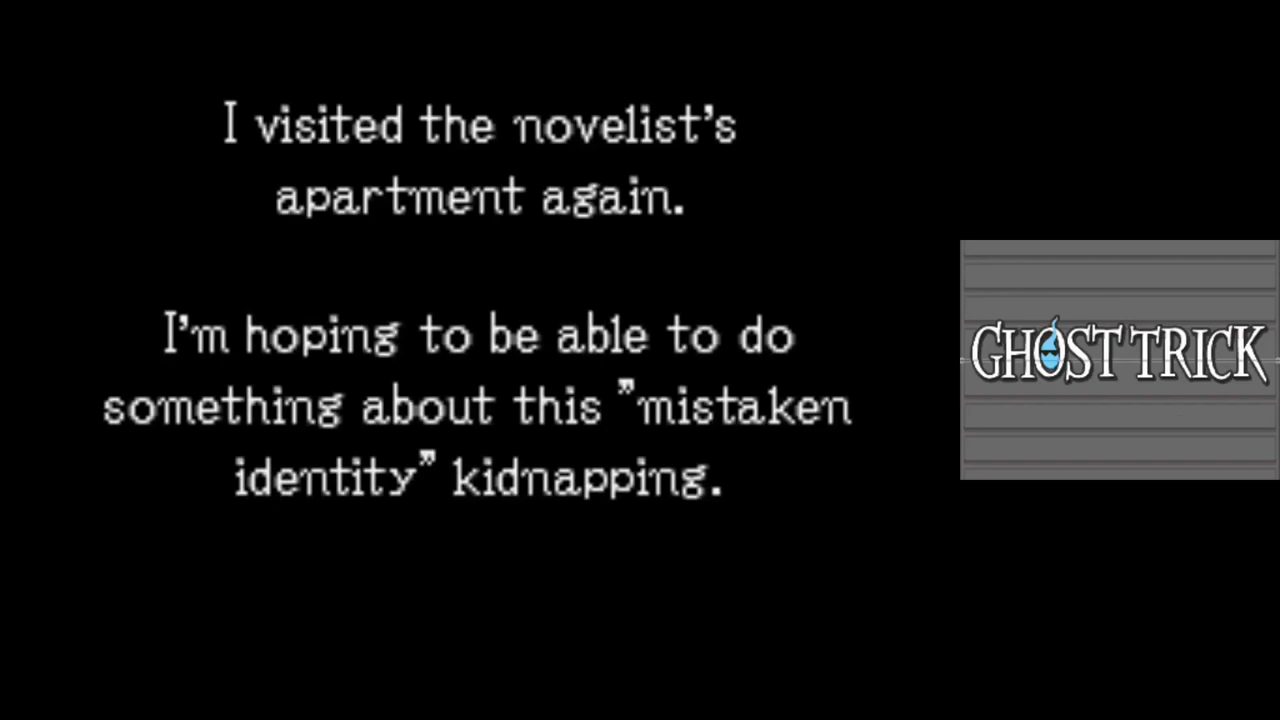 I visited the novelist’s
apartment again.
I’m hoping to be able to do
something about this ”mistaken
identity” kidnapping.
GHOST TRICK